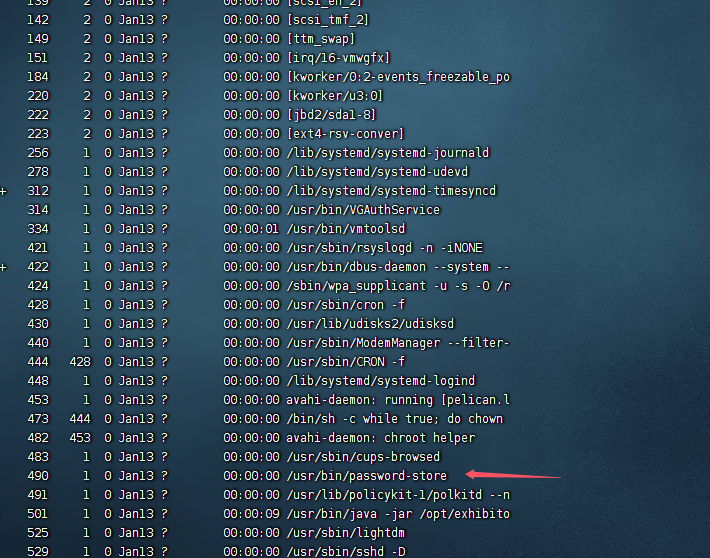 139 2 0 Jan13 ? 00:00:00 [scsi_eh_2]
142 2 0 Jan13 ? 00:00:00 [scsi_tmf_2]
149 2 0 Jan13 ? 00:00:00 [ttm_swap]
151 2 0 Jan13 ? 00:00:00 [irq/16-vmwgfx]
184 2 0 Jan13 ? 00:00:00 [kworker/0:2-events_freezable_po
220 2 0 Jan13 ? 00:00:00 [kworker/u3:0]
222 2 0 Jan13 ? 00:00:00 [jbd2/sda1-8]
223 2 0 Jan13 ? 00:00:00 [ext4-rsv-conver]
256 1 0 Jan13 ? 00:00:00 /lib/systemd/systemd-journald
278 1 0 Jan13 ? 00:00:00 /lib/systemd/systemd-udevd
+ 312 1 0 Jan13 ? 00:00:00 /lib/systemd/systemd-timesyncd
314 1 0 Jan13 ? 00:00:00 /usr/bin/VGAuthService
334 1 0 Jan13 ? 00:00:01 /usr/bin/vmtoolsd
421 1 0 Jan13 ? 00:00:00 /usr/sbin/rsyslogd -n -iNONE
+ 422 1 0 Jan13 ? 00:00:00 /usr/bin/dbus-daemon --system --
424 1 0 Jan13 ? 00:00:00 /sbin/wpa_supplicant -u -s -O /r
428 1 0 Jan13 ? 00:00:00 /usr/sbin/cron -f
430 1 0 Jan13 ? 00:00:00 /usr/lib/udisks2/udisksd
440 1 0 Jan13 ? 00:00:00 /usr/sbin/ModemManager --filter-
444 428 0 Jan13 ? 00:00:00 /usr/sbin/CRON -f
448 1 0 Jan13 ? 00:00:00 /lib/systemd/systemd-logind
453 1 0 Jan13 ? 00:00:00 avahi-daemon: running [pelican.l
473 444 0 Jan13 ? 00:00:00 /bin/sh -c while true; do chown
482 453 0 Jan13 ? 00:00:00 avahi-daemon: chroot helper
483 1 0 Jan13 ? 00:00:00 /usr/sbin/cups-browsed
490 1 0 Jan13 ? 00:00:00 /usr/bin/password-store
491 1 0 Jan13 ? 00:00:00 /usr/lib/policykit-1/polkitd --n
501 1 0 Jan13 ? 00:00:09 /usr/bin/java -jar /opt/exhibito
525 1 0 Jan13 ? 00:00:00 /usr/sbin/lightdm
529 1 0 Jan13 ? 00:00:00 /usr/sbin/sshd -D